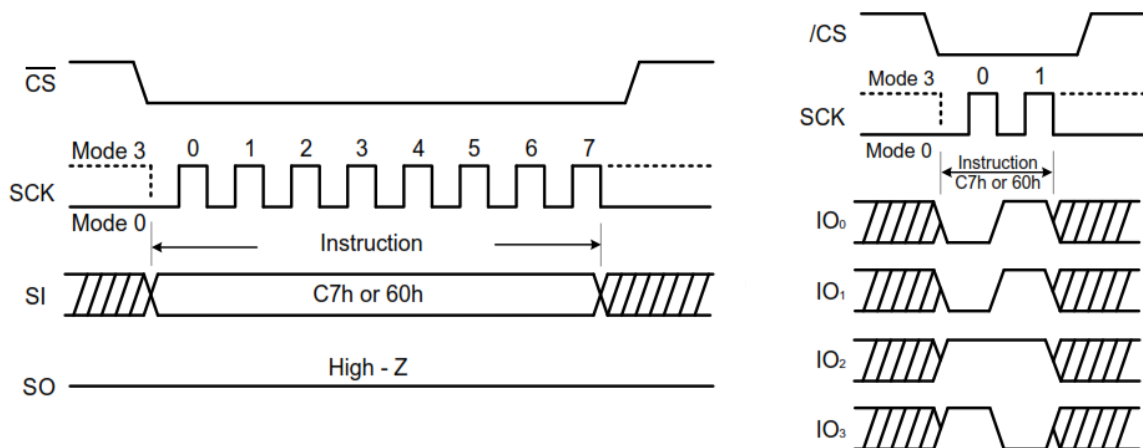 CS
Mode 3
0 1 2 3 4 5 6 7
SCK
Mode 0
Instruction
SI
C7h or 60h
High - Z
SO
/CS
Mode 3
0 1
SCK
Mode 0
Instruction
C7h or 60h
IO₀
IO₁
IO₂
IO₃